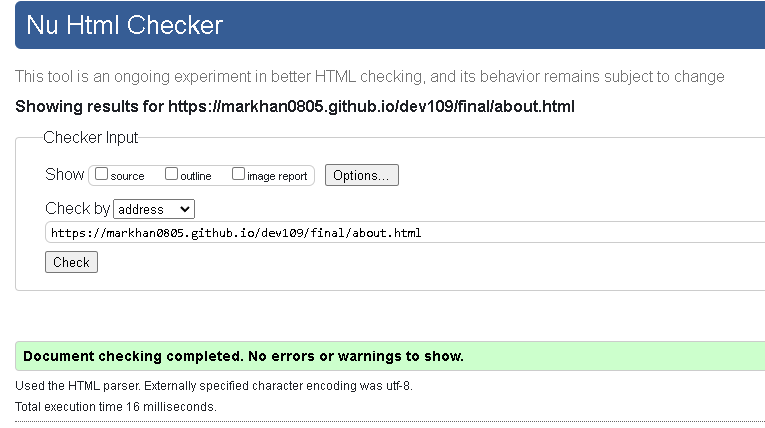 Nu Html Checker
This tool is an ongoing experiment in better HTML checking, and its behavior remains subject to change
Showing results for https://markhan0805.github.io/dev109/final/about.html
Checker Input
Show source outline image report Options...
Check by address
https://markhan0805.github.io/dev109/final/about.html
Check
Document checking completed. No errors or warnings to show.
Used the HTML parser. Externally specified character encoding was utf-8.
Total execution time 16 milliseconds.